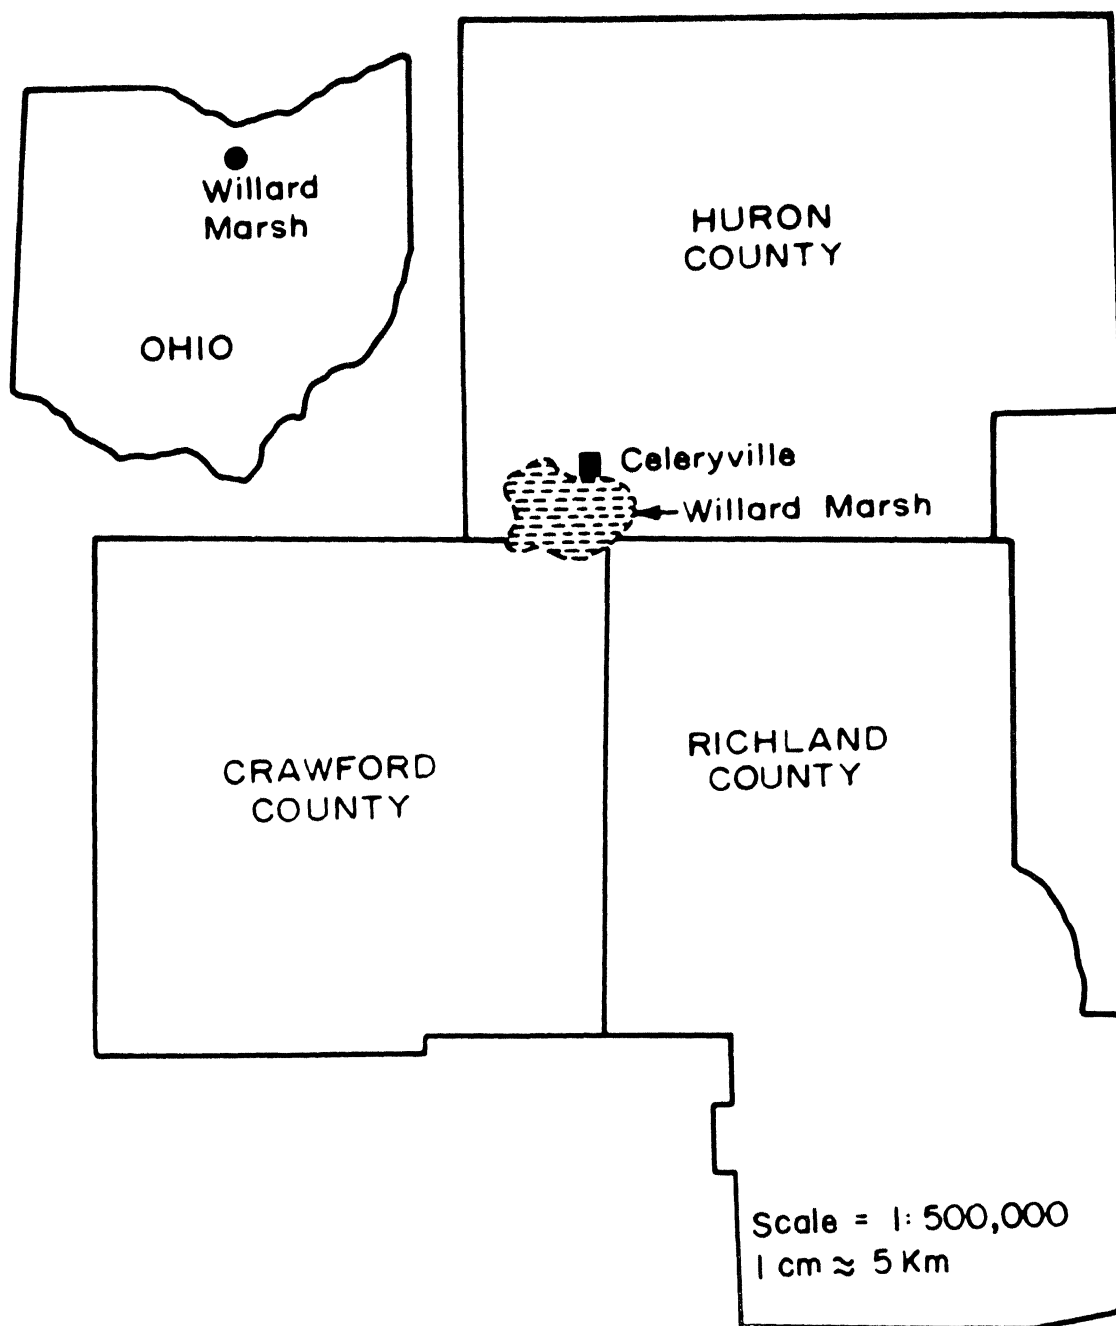 Willard
Marsh
OHIO
HURON
COUNTY
Celeryville
Willard Marsh
CRAWFORD
COUNTY
RICHLAND
COUNTY
Scale = 1: 500,000
1 cm ≈ 5 Km